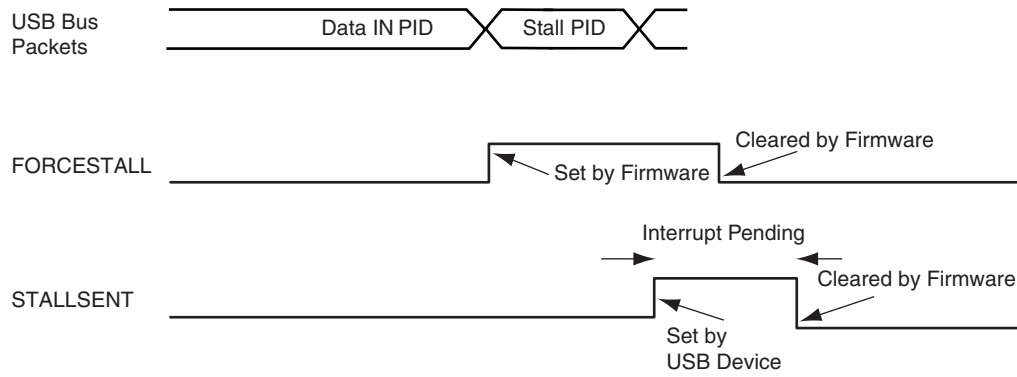 USB Bus
Packets
Data IN PID
Stall PID
FORCESTALL
Set by Firmware
Cleared by Firmware
Interrupt Pending
STALLSENT
Cleared by Firmware
Set by
USB Device